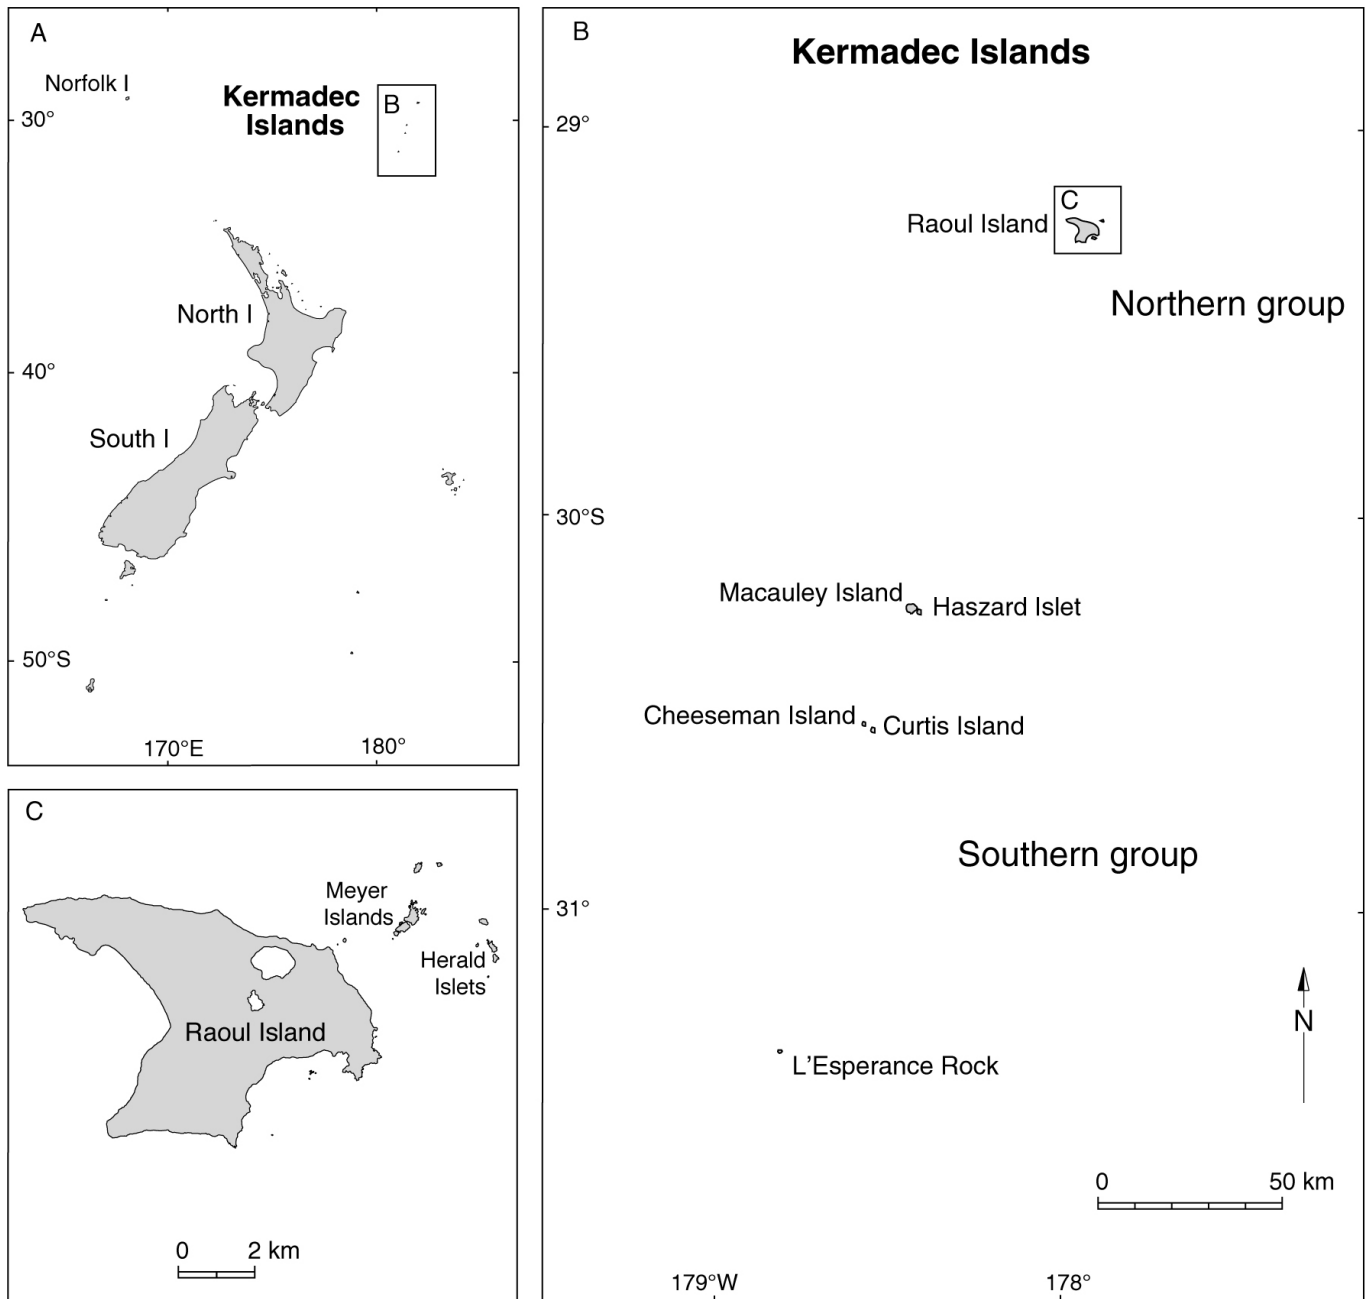 A
Norfolk I
Kermadec
Islands
B
30°
North I
40°
South I
50°S
170°E
180°
B
Kermadec Islands
29°
C
Raoul Island
Northern group
30°S
Macauley Island
Haszard Islet
Cheeseman Island
Curtis Island
Southern group
31°
N
L’Esperance Rock
0
50 km
179°W
178°
C
Meyer
Islands
Herald
Islets
Raoul Island
0
2 km